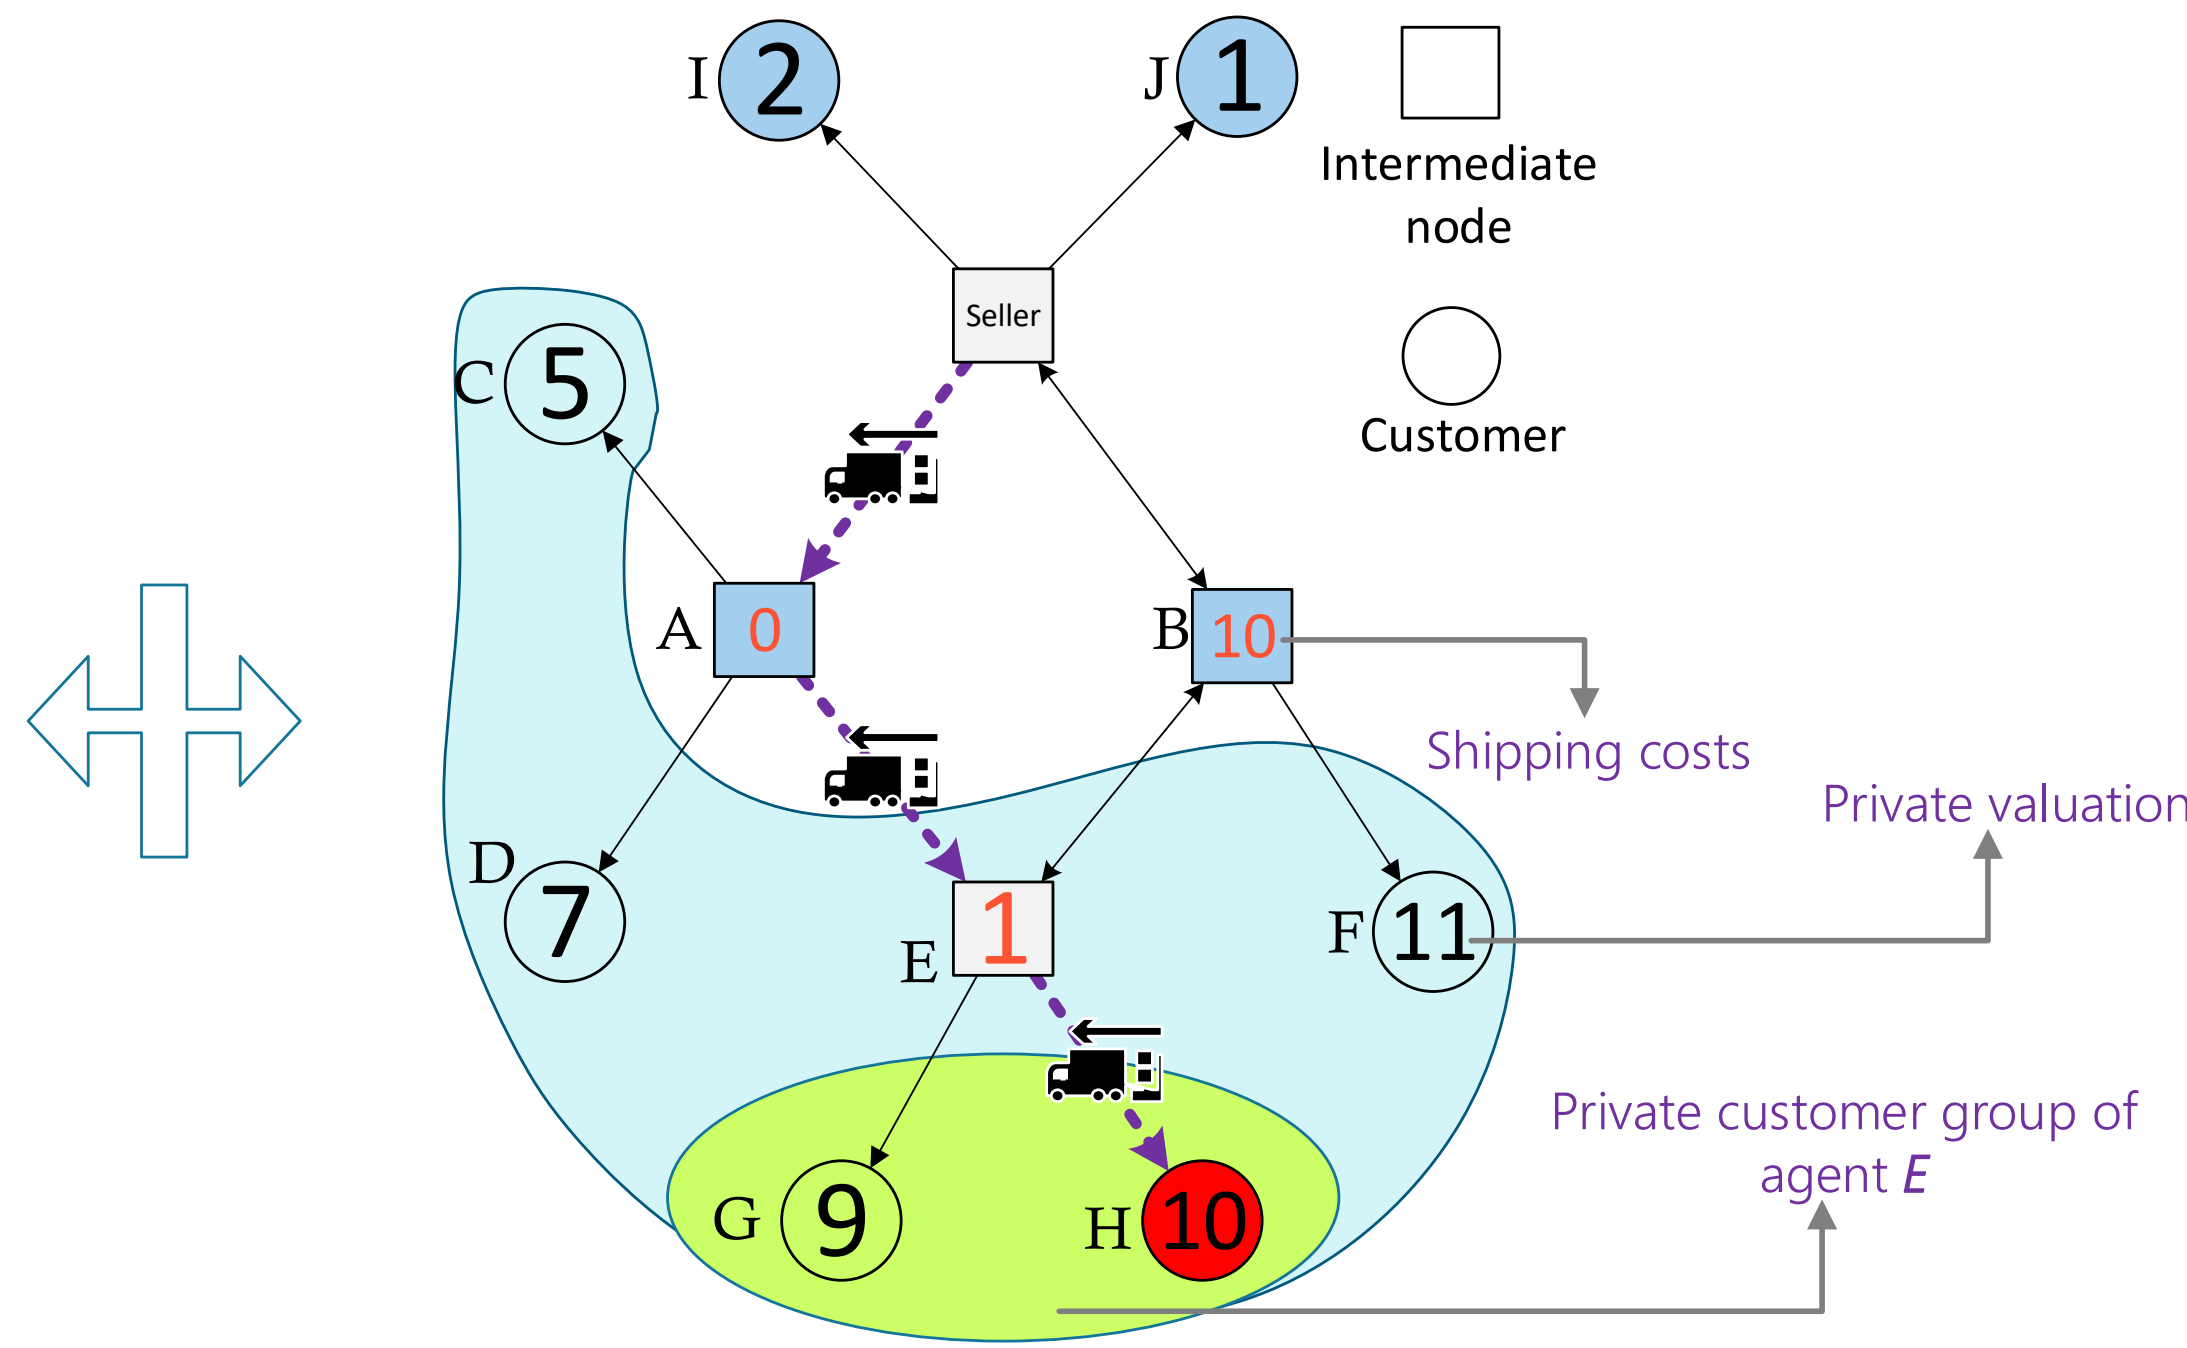 I 2
J 1
Intermediate
node
Seller
C 5
Customer
A 0
B 10
Shipping costs
Private valuation
D 7
E 1
F 11
Private customer group of
agent E
G 9
H 10